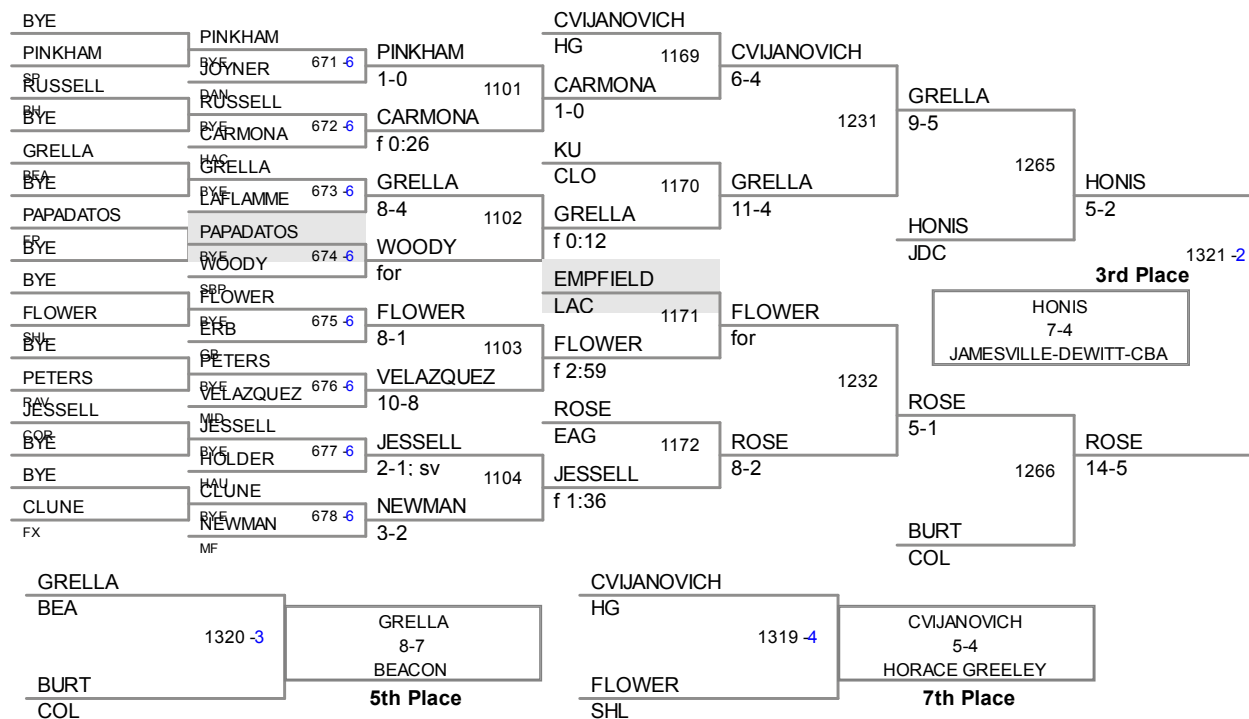 BYE
PINKHAM
SP
RUSSELL
BH
BYE
GRELLA
BEA
BYE
PAPADATOS
FR
BYE
BYE
FLOWER
SHL
BYE
PETERS
RAV
JESSELL
COR
BYE
BYE
CLUNE
FX
PINKHAM
BYE
671 -6
JOYNER
DAN
RUSSELL
BYE
672 -6
CARMONA
HAC
GRELLA
BYE
673 -6
LAFLAMME
PAPADATOS
BYE
674 -6
WOODY
SBP
FLOWER
BYE
675 -6
ERB
GB
PETERS
BYE
676 -6
VELAZQUEZ
MID
JESSELL
BYE
677 -6
HOLDER
HAU
CLUNE
BYE
678 -6
NEWMAN
MF
PINKHAM
1-0
1101
CARMONA
f 0:26
GRELLA
8-4
1102
WOODY
for
FLOWER
8-1
1103
VELAZQUEZ
10-8
JESSELL
2-1; sv
1104
NEWMAN
3-2
CVIJANOVICH
HG
1169
CARMONA
1-0
KU
CLO
1170
GRELLA
f 0:12
EMPFIELD
LAC
1171
FLOWER
f 2:59
ROSE
EAG
1172
JESSELL
f 1:36
CVIJANOVICH
6-4
1231
GRELLA
11-4
FLOWER
for
1232
ROSE
8-2
GRELLA
9-5
1265
HONIS
JDC
ROSE
5-1
1266
BURT
COL
HONIS
5-2
1321 -2
3rd Place
HONIS
7-4
JAMESVILLE-DEWITT-CBA
ROSE
14-5
GRELLA
BEA
1320 -3
BURT
COL
GRELLA
8-7
BEACON
5th Place
CVIJANOVICH
HG
1319 -4
FLOWER
SHL
CVIJANOVICH
5-4
HORACE GREELEY
7th Place